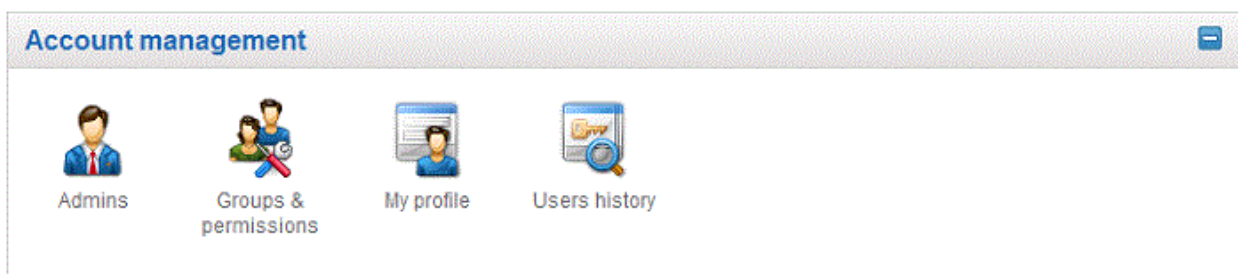 Account management
Admins
Groups &
permissions
My profile
Users history